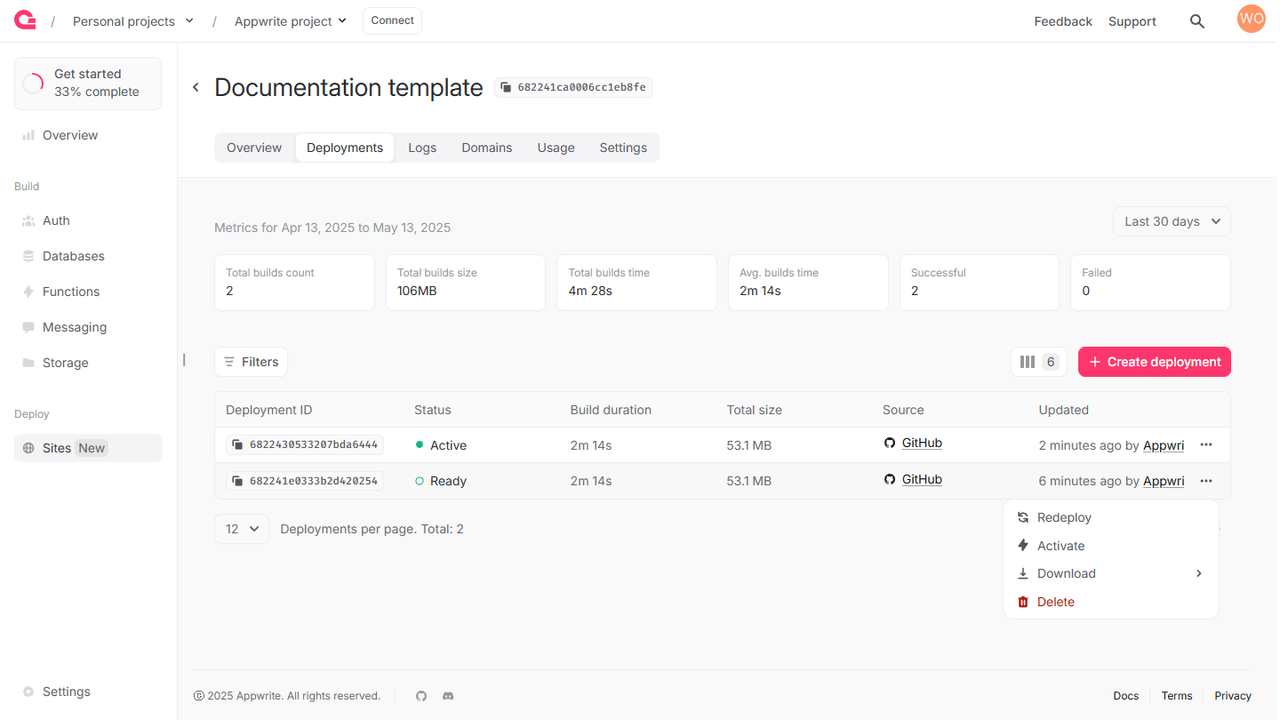 / Personal projects / Appwrite project Connect Feedback Support WO
Get started
33% complete
Overview
Build
Auth
Databases
Functions
Messaging
Storage
Deploy
Sites New
Settings
Documentation template 682241ca0006cc1eb8fe
Overview Deployments Logs Domains Usage Settings
Metrics for Apr 13, 2025 to May 13, 2025 Last 30 days
Total builds count Total builds size Total builds time Avg. builds time Successful Failed
2 106MB 4m 28s 2m 14s 2 0
Filters 6 Create deployment
Deployment ID Status Build duration Total size Source Updated
6822430533207bda6444 Active 2m 14s 53.1 MB GitHub 2 minutes ago by Appwri
682241e0333b2d420254 Ready 2m 14s 53.1 MB GitHub 6 minutes ago by Appwri
12 Deployments per page. Total: 2
Redeploy
Activate
Download
Delete
© 2025 Appwrite. All rights reserved. Docs Terms Privacy